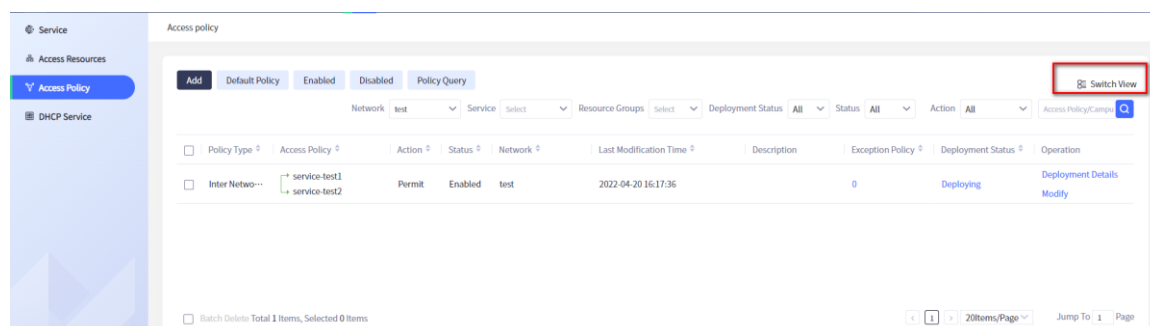 Service
Access policy
Access Resources
Access Policy
DHCP Service
Add Default Policy Enabled Disabled Policy Query
Switch View
Network test Service Select Resource Groups Select Deployment Status All Status All Action All Access Policy/Campu
Policy Type Access Policy Action Status Network Last Modification Time Description Exception Policy Deployment Status Operation
Inter Netwo··· service-test1 Permit Enabled test 2022-04-20 16:17:36 0 Deploying Deployment Details
service-test2 Modify
Batch Delete Total 1 Items, Selected 0 Items < 1 > 20Items/Page Jump To 1 Page